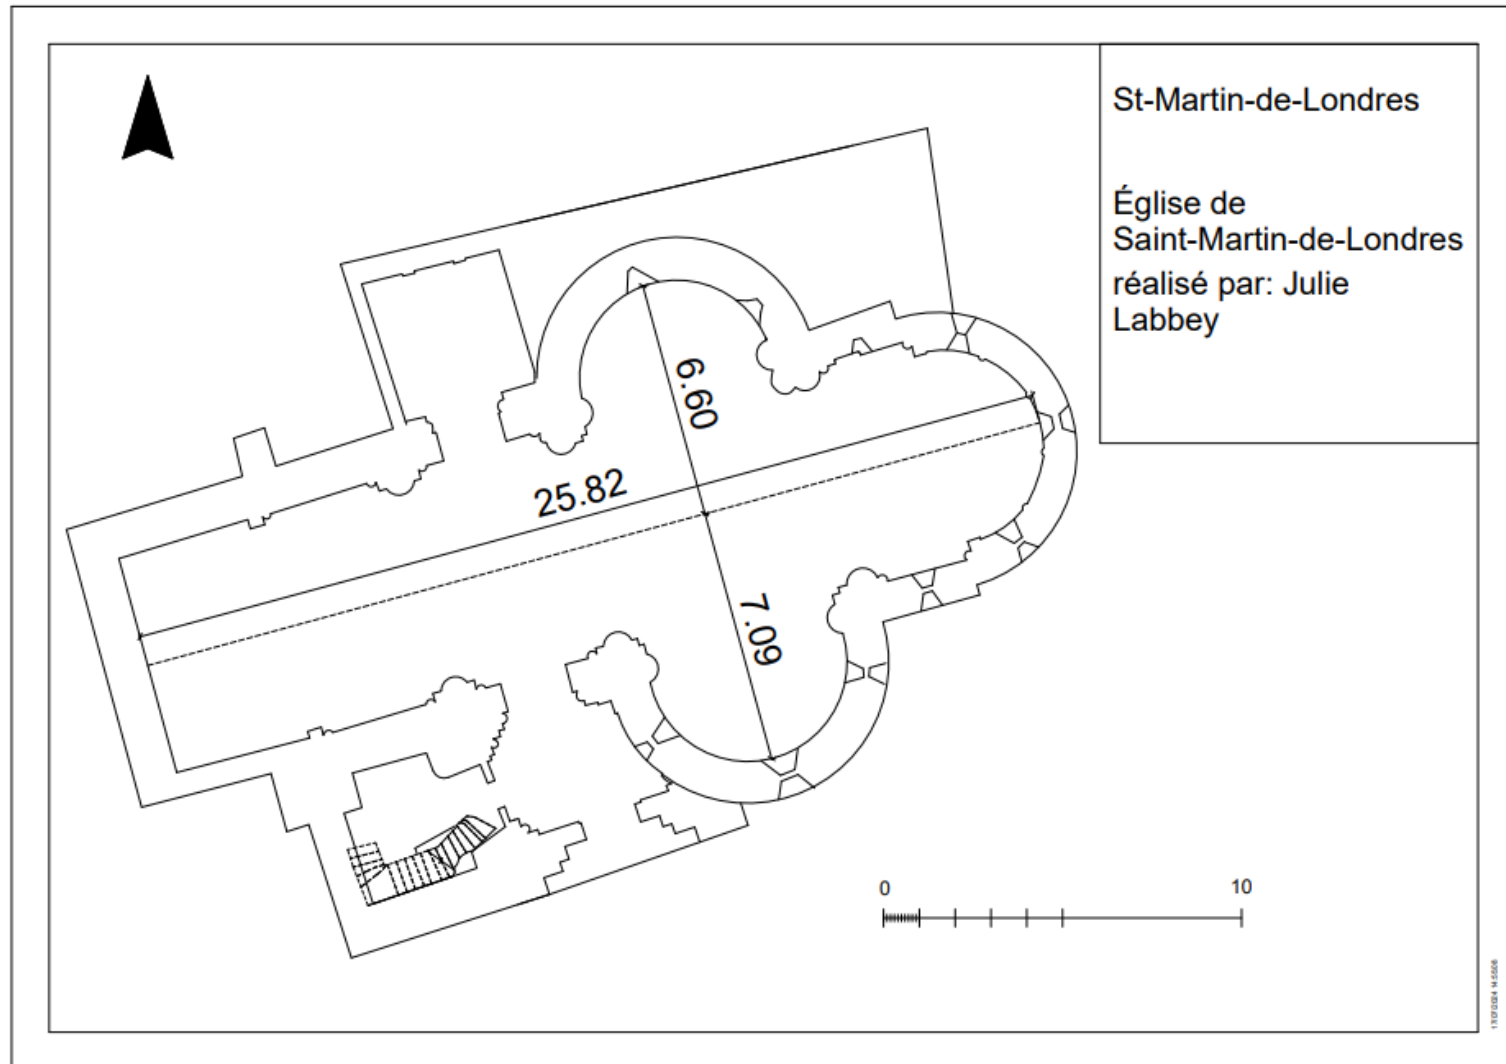 St-Martin-de-Londres
Église de
Saint-Martin-de-Londres
réalisé par: Julie
Labbey
6.60
25.82
7.09
0
10